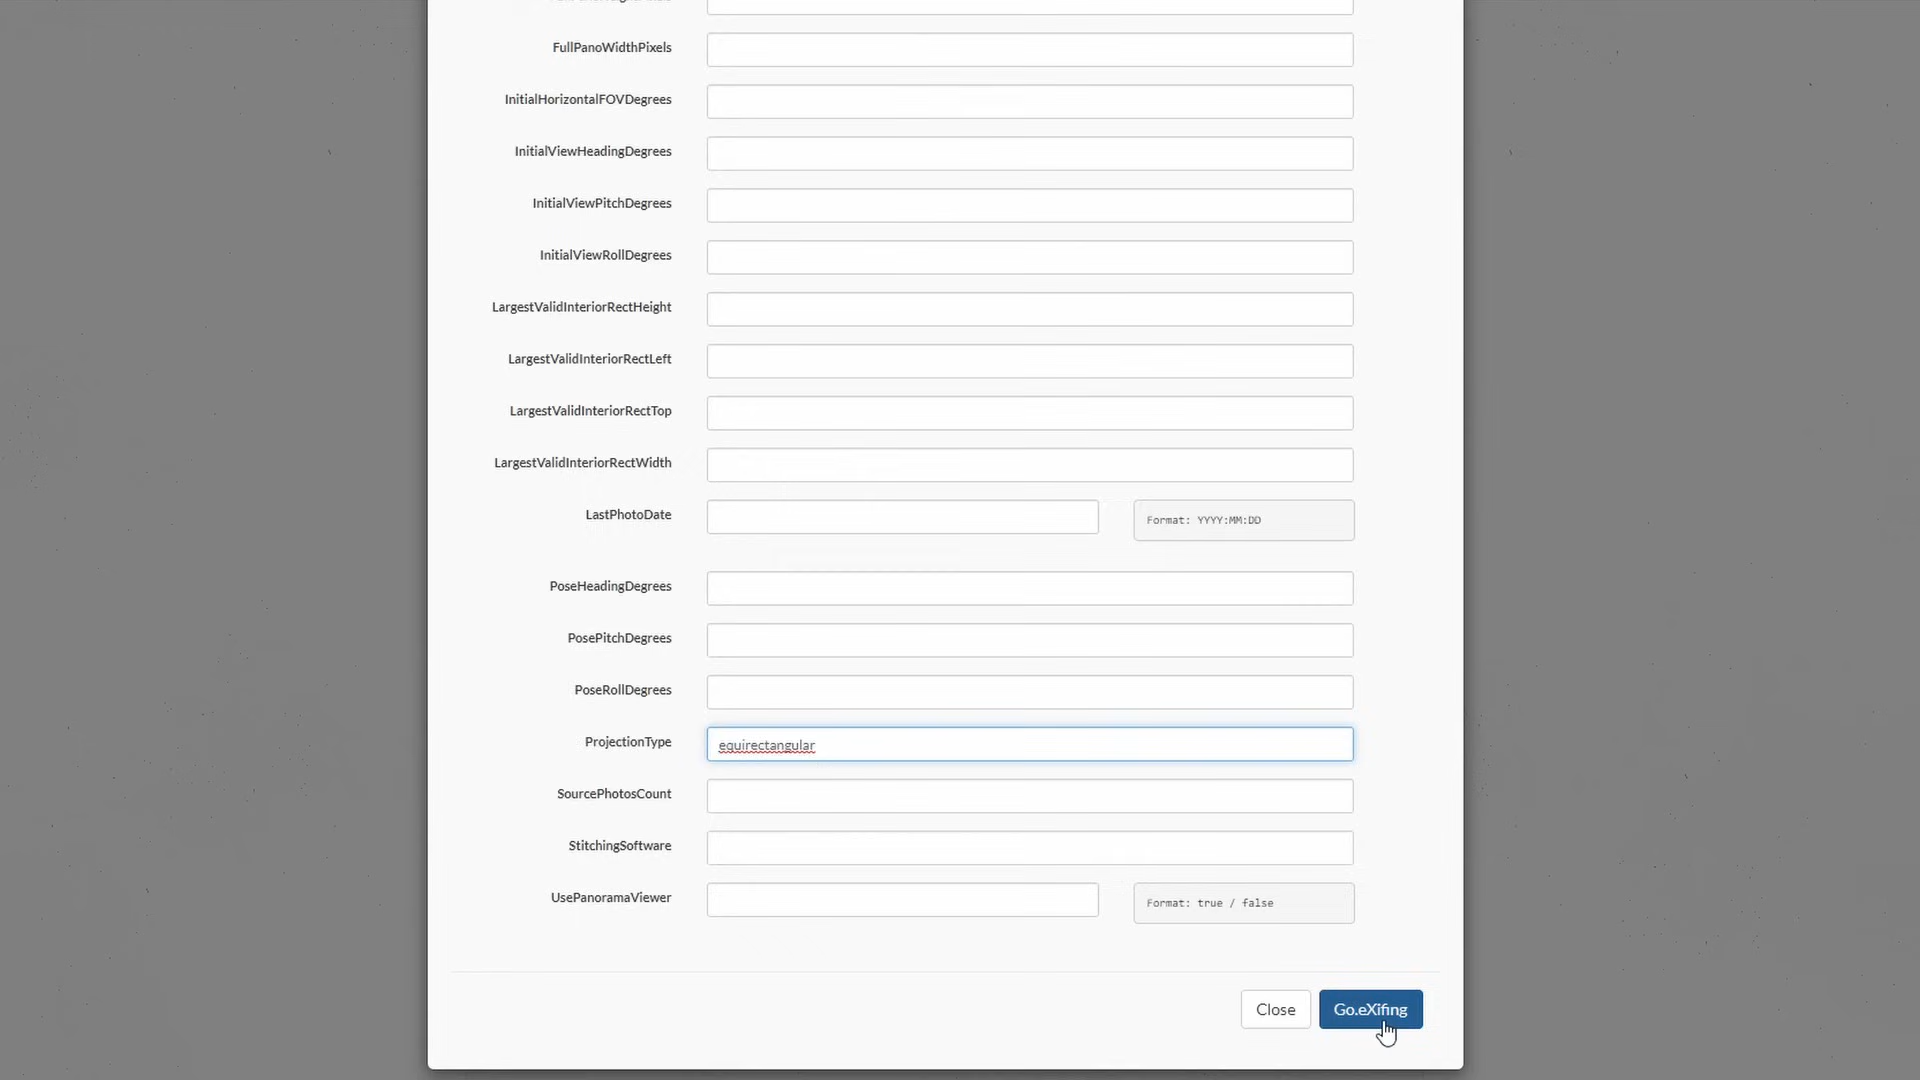 FullPanoWidthPixels
InitialHorizontalFOVDegrees
InitialViewHeadingDegrees
InitialViewPitchDegrees
InitialViewRollDegrees
LargestValidInteriorRectHeight
LargestValidInteriorRectLeft
LargestValidInteriorRectTop
LargestValidInteriorRectWidth
LastPhotoDate Format: YYYY:MM:DD
PoseHeadingDegrees
PosePitchDegrees
PoseRollDegrees
ProjectionType equirectangular
SourcePhotosCount
StitchingSoftware
UsePanoramaViewer Format: true / false
Close Go.eXifing